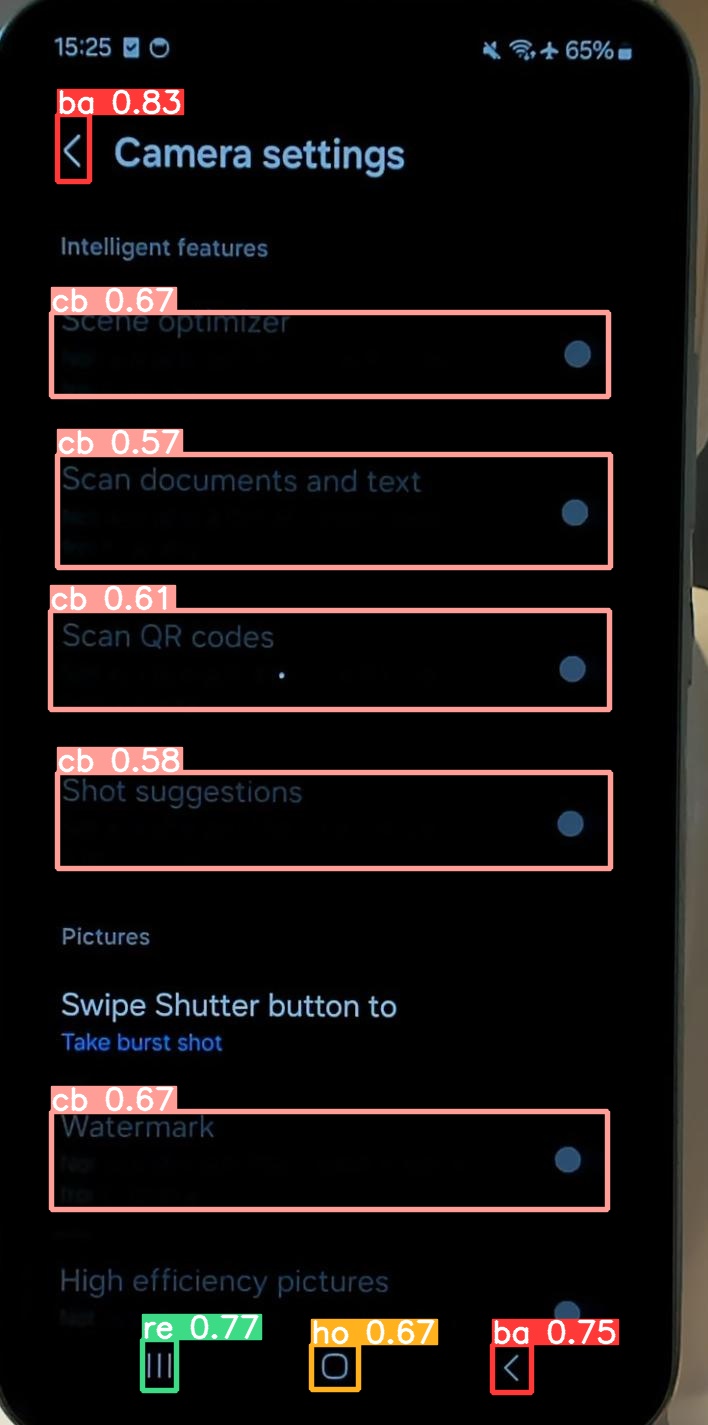 15:25 65%
ba 0.83
Camera settings
Intelligent features
cb 0.67
Scene optimizer
cb 0.57
Scan documents and text
cb 0.61
Scan QR codes
cb 0.58
Shot suggestions
Pictures
Swipe Shutter button to
Take burst shot
cb 0.67
Watermark
High efficiency pictures
re 0.77 ho 0.67 ba 0.75